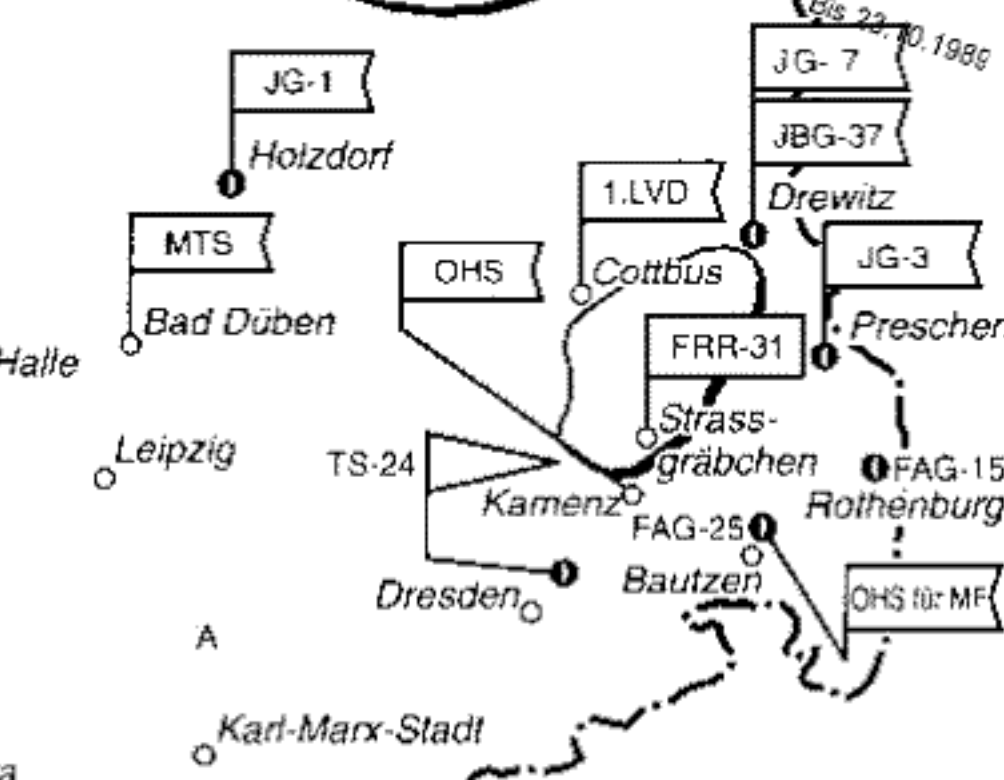 Bis 22.10.1989
JG-7
JG-1
JBG-37
Holzdorf
1.LVD
Drewitz
MTS
OHS
JG-3
Cottbus
Bad Düben
Preschen
FRR-31
Halle
Strass-
gräbchen
Leipzig
TS-24
FAG-15
Kamenz
Rothenburg
FAG-25
Bautzen
Dresden
OHS für MF
A
Karl-Marx-Stadt